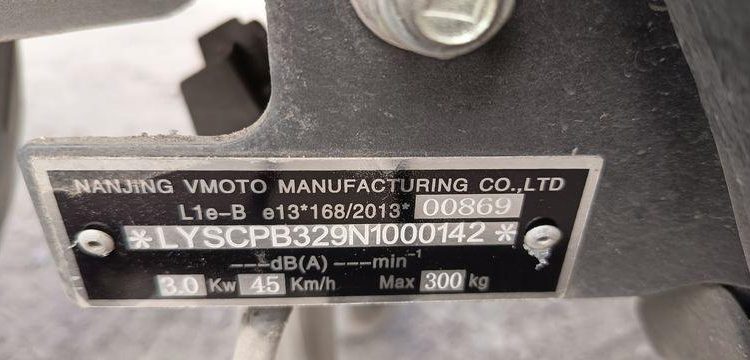 NANJING VMOTO MANUFACTURING CO.,LTD
L1e-B e13*168/2013* 00869
*LYSCPB329N1000142*
---dB(A) ---min⁻¹
3.0 Kw 45 Km/h Max 300 kg